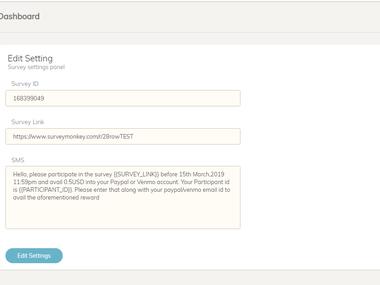 Dashboard
Edit Setting
Survey settings panel
Survey ID
168399049
Survey Link
https://www.surveymonkey.com/r/28rowTEST
SMS
Hello, please participate in the survey {{SURVEY_LINK}} before 15th March,2019
11:59pm and avail 0.5USD into your Paypal or Venmo account. Your Participant id
is {{PARTICIPANT_ID}}. Please enter that along with your paypal/venmo email id to
avail the aforementioned reward
Edit Settings